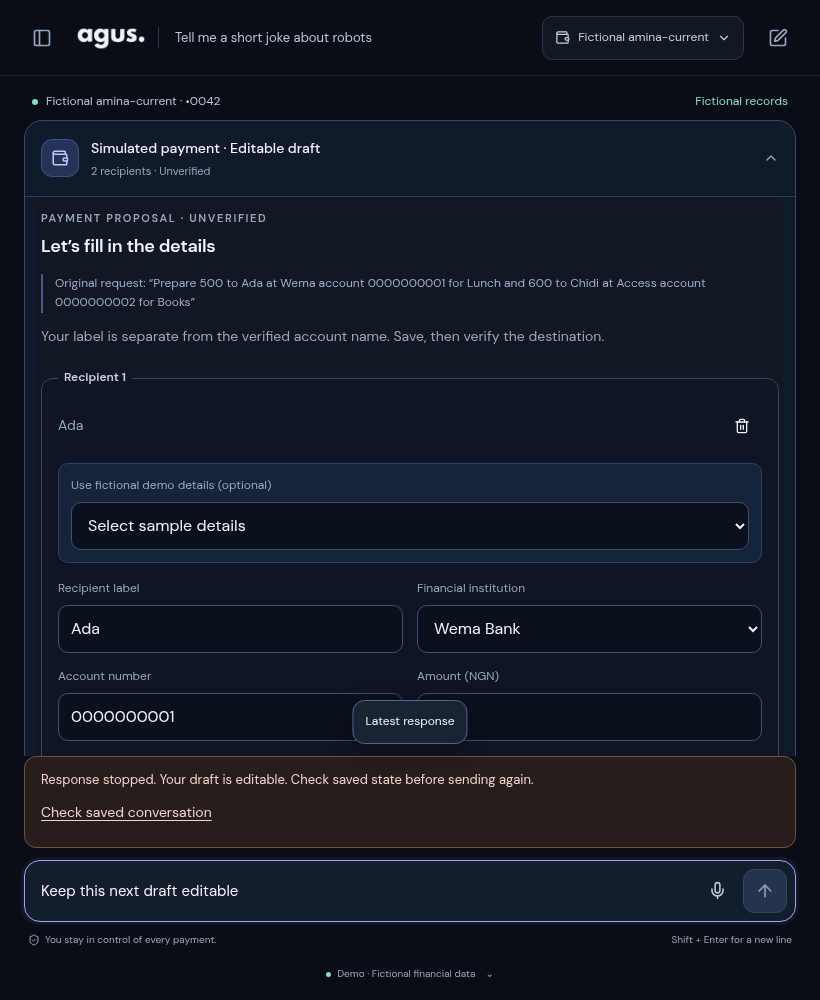 agus.
Tell me a short joke about robots
Fictional amina-current
Fictional amina-current · •0042
Fictional records
Simulated payment · Editable draft
2 recipients · Unverified
PAYMENT PROPOSAL · UNVERIFIED
Let’s fill in the details
Original request: “Prepare 500 to Ada at Wema account 0000000001 for Lunch and 600 to Chidi at Access account
0000000002 for Books”
Your label is separate from the verified account name. Save, then verify the destination.
Recipient 1
Ada
Use fictional demo details (optional)
Select sample details
Recipient label
Financial institution
Ada
Wema Bank
Account number
Amount (NGN)
0000000001
Latest response
Response stopped. Your draft is editable. Check saved state before sending again.
Check saved conversation
Keep this next draft editable
You stay in control of every payment.
Shift + Enter for a new line
Demo · Fictional financial data